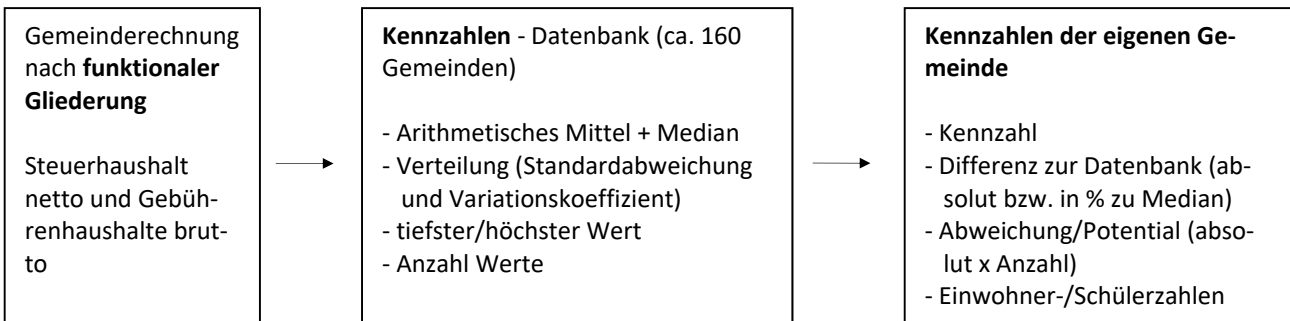 Gemeinderechnung
nach funktionaler
Gliederung
Steuerhaushalt
netto und Gebüh-
renhaushalte brut-
to
Kennzahlen - Datenbank (ca. 160
Gemeinden)
- Arithmetisches Mittel + Median
- Verteilung (Standardabweichung
und Variationskoeffizient)
- tiefster/höchster Wert
- Anzahl Werte
Kennzahlen der eigenen Ge-
meinde
- Kennzahl
- Differenz zur Datenbank (ab-
solut bzw. in % zu Median)
- Abweichung/Potential (abso-
lut x Anzahl)
- Einwohner-/Schülerzahlen